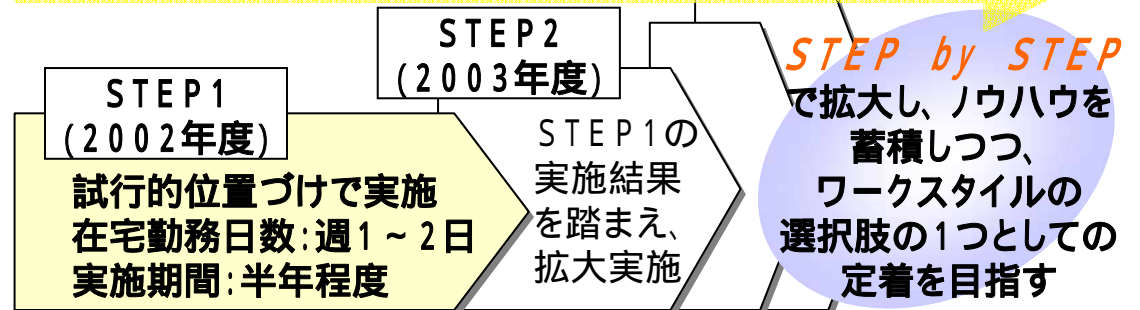 STEP1
(2002年度)
試行的位置づけで実施
在宅勤務日数:週1~2日
実施期間:半年程度
STEP2
(2003年度)
STEP1の
実施結果
を踏まえ、
拡大実施
STEP by STEP
で拡大し、ノウハウを
蓄積しつつ、
ワークスタイルの
選択肢の1つとしての
定着を目指す